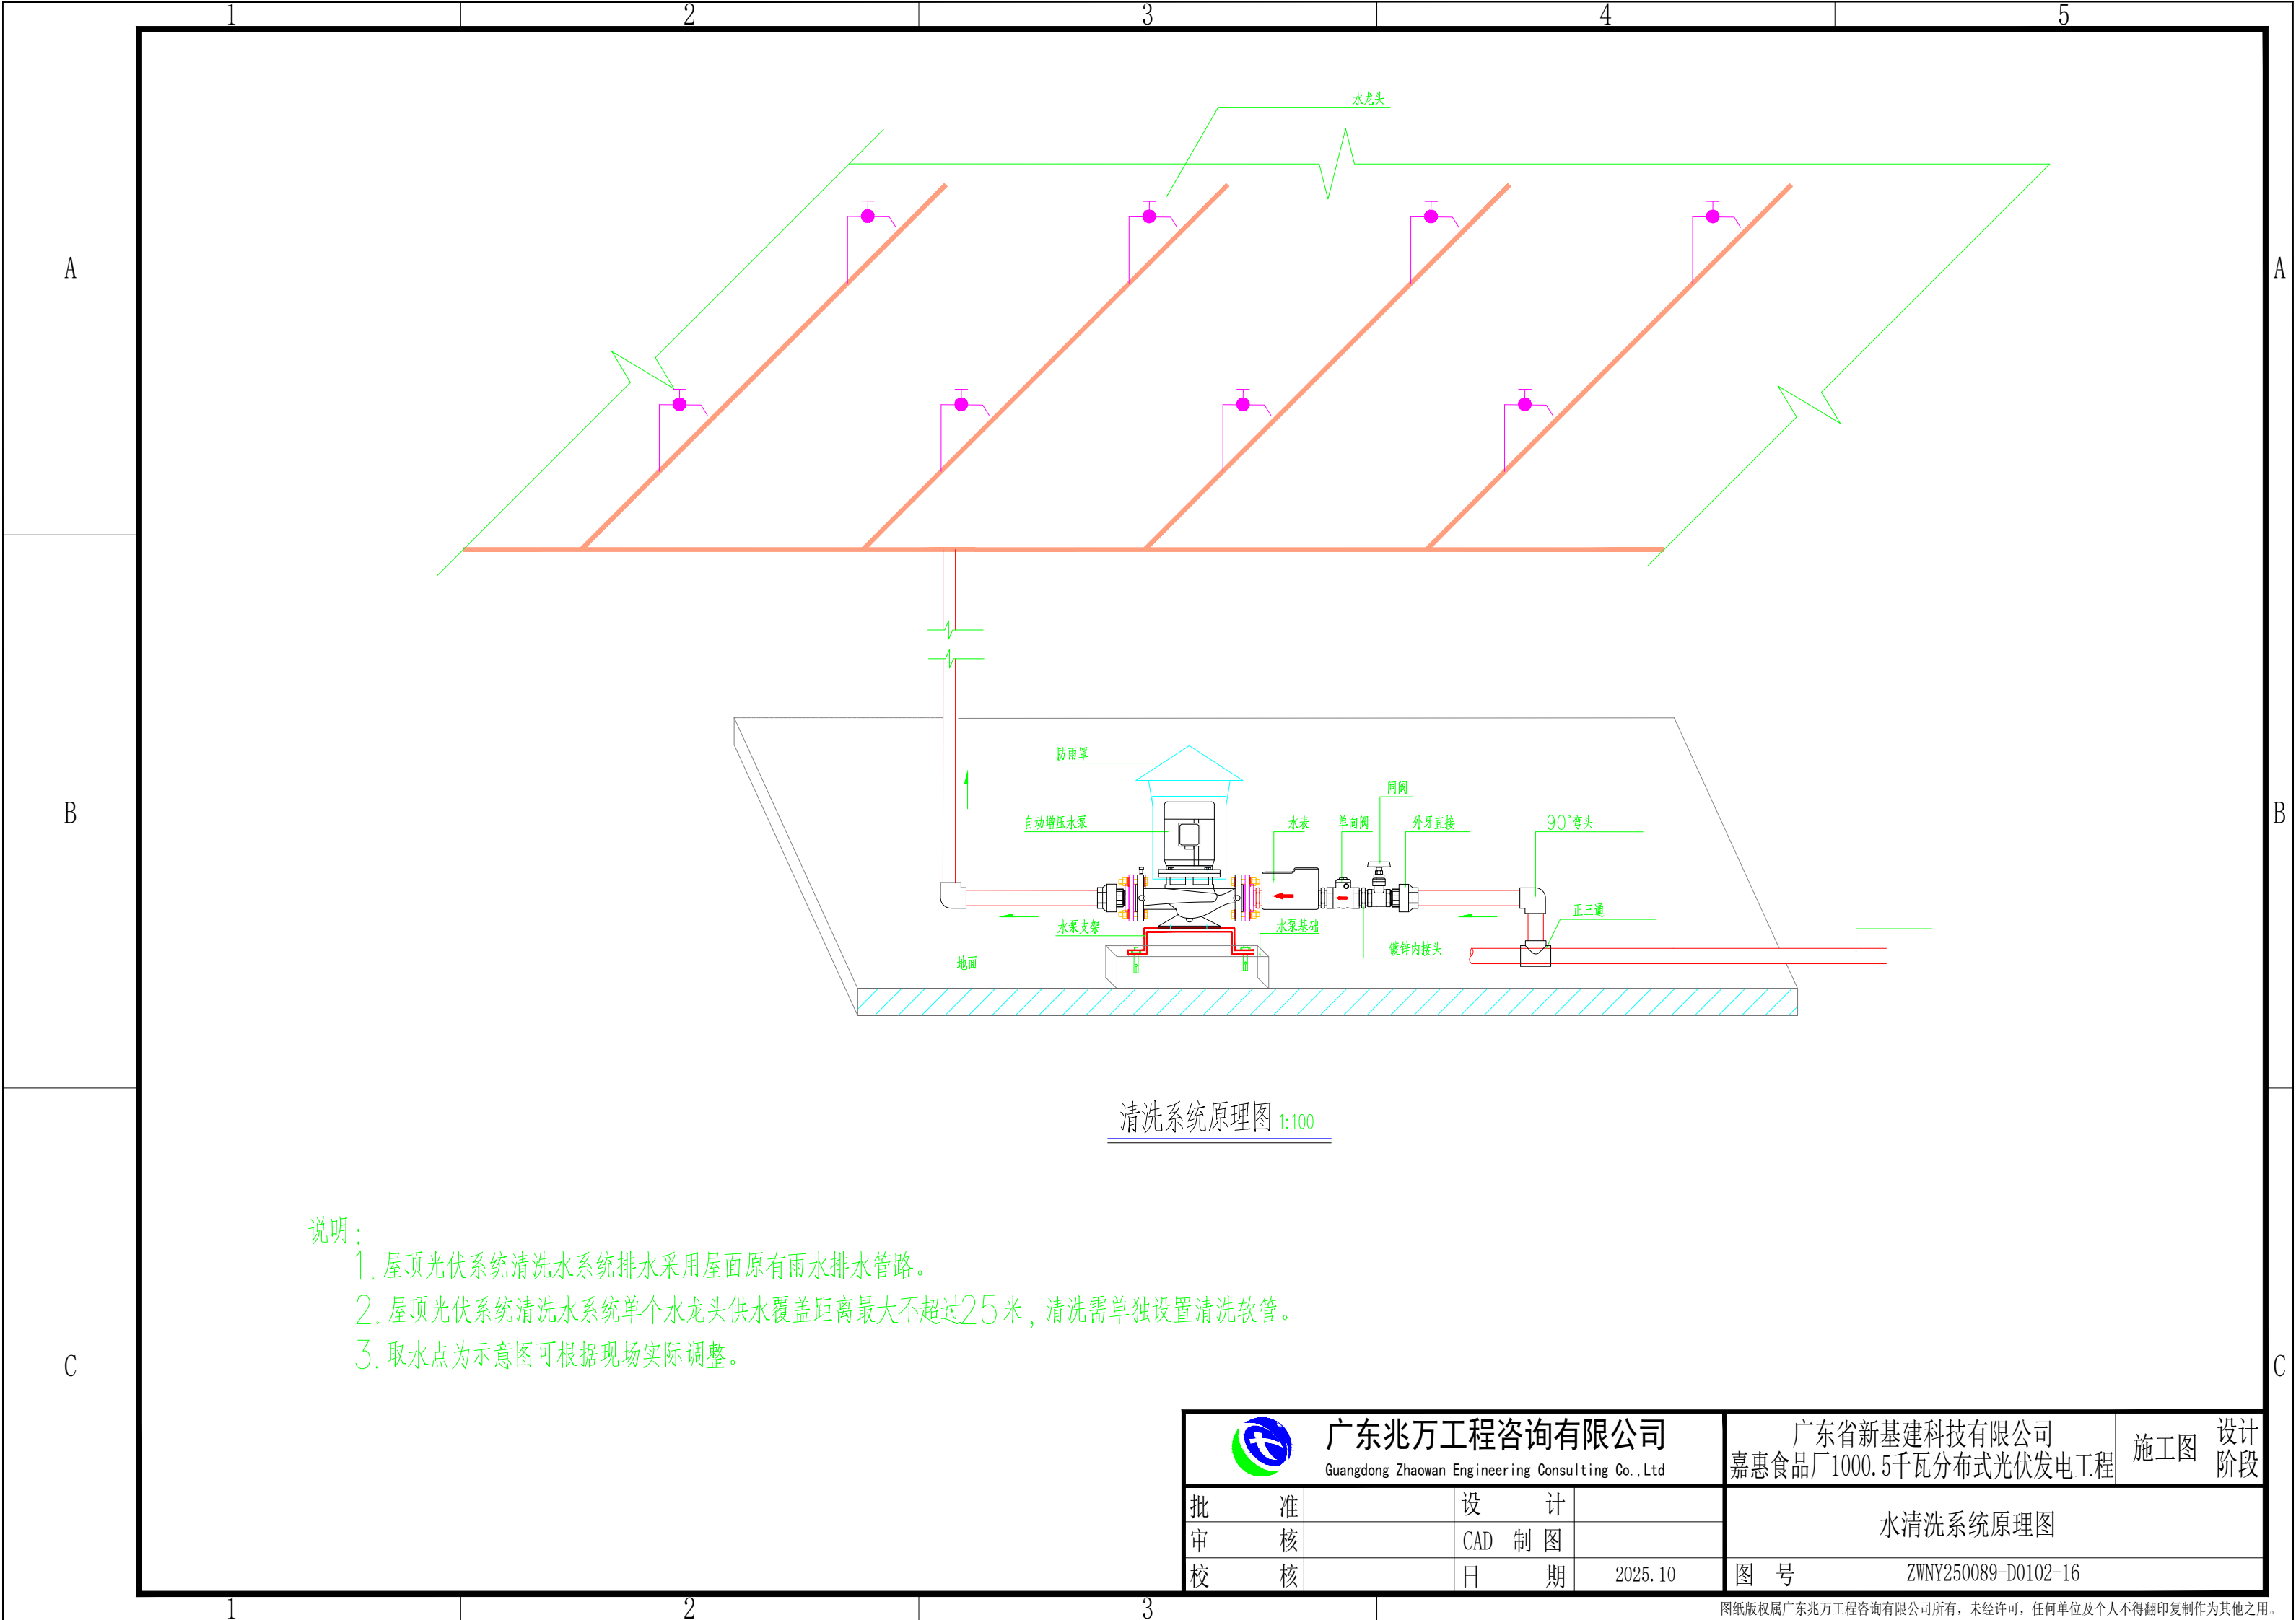 1 2 3 4 5
水龙头
A A
防雨罩
闸阀
自动增压水泵 水表 单向阀 外牙直接 90°弯头
B B
正三通
水泵支架 水泵基础
镀锌内接头
地面
清洗系统原理图 1:100
说明：
1. 屋顶光伏系统清洗水系统排水采用屋面原有雨水排水管路。
2. 屋顶光伏系统清洗水系统单个水龙头供水覆盖距离最大不超过25米，清洗需单独设置清洗软管。
3. 取水点为示意图可根据现场实际调整。
C C
广东兆万工程咨询有限公司
Guangdong Zhaowan Engineering Consulting Co.,Ltd
广东省新基建科技有限公司
嘉惠食品厂1000.5千瓦分布式光伏发电工程
施工图 设计
阶段
批 准 设 计
水清洗系统原理图
审 核 CAD 制 图
校 核 日 期 2025.10
图 号 ZWNY250089-D0102-16
1 2 3
图纸版权属广东兆万工程咨询有限公司所有，未经许可，任何单位及个人不得翻印复制作为其他之用。